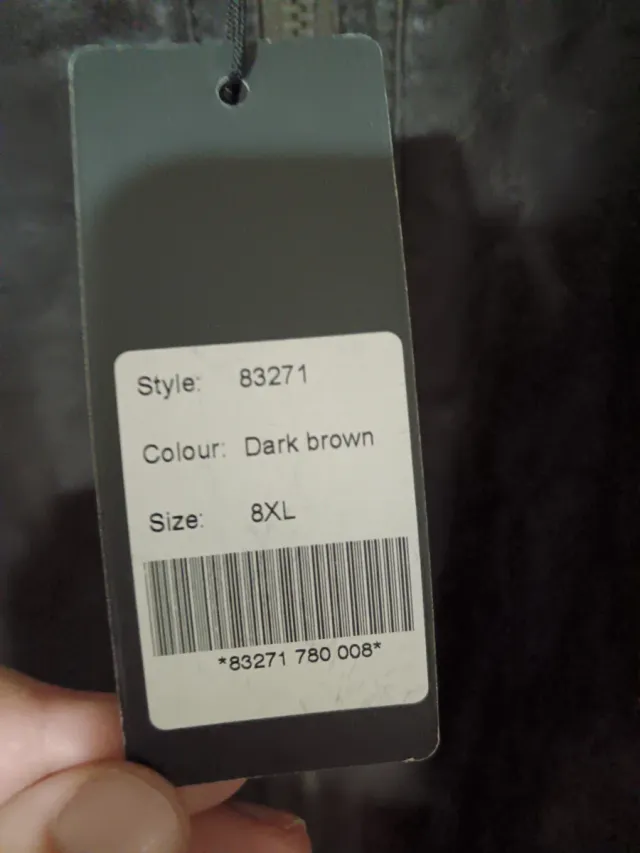 Style: 83271
Colour: Dark brown
Size: 8XL
*83271 780 008*